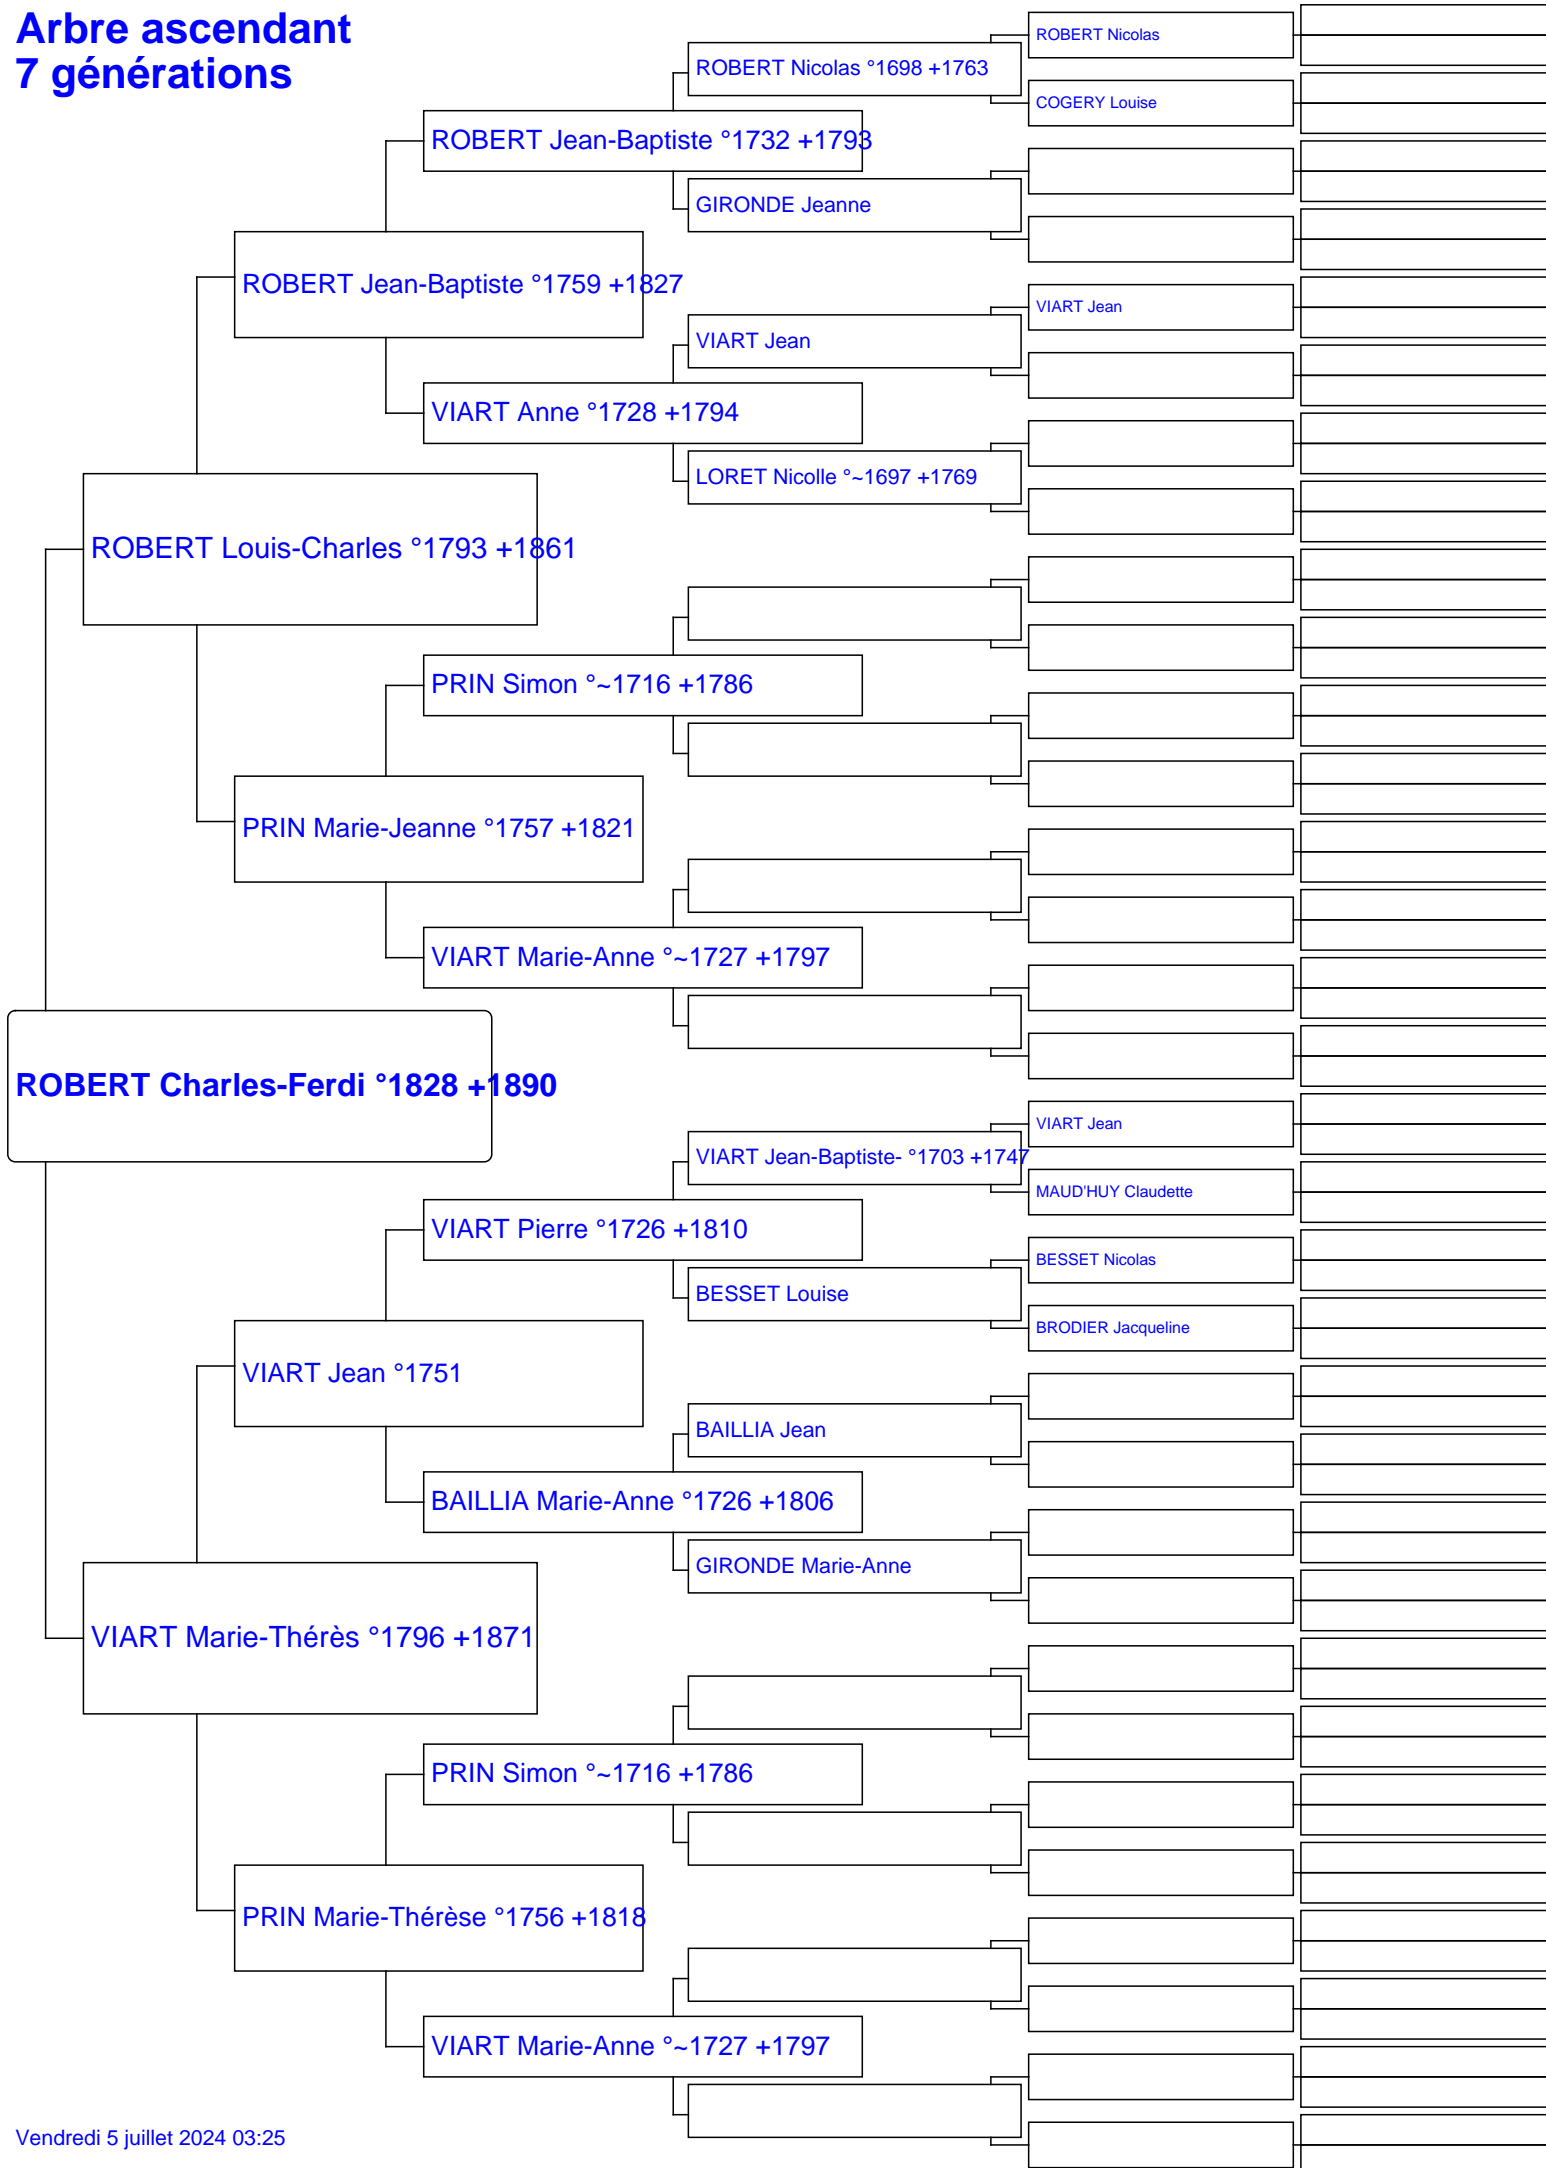 Arbre ascendant
7 générations
ROBERT Nicolas
ROBERT Nicolas °1698 +1763
COGERY Louise
ROBERT Jean-Baptiste °1732 +1793
GIRONDE Jeanne
ROBERT Jean-Baptiste °1759 +1827
VIART Jean
VIART Jean
VIART Anne °1728 +1794
LORET Nicolle °~1697 +1769
ROBERT Louis-Charles °1793 +1861
PRIN Simon °~1716 +1786
PRIN Marie-Jeanne °1757 +1821
VIART Marie-Anne °~1727 +1797
ROBERT Charles-Ferdi °1828 +1890
VIART Jean
VIART Jean-Baptiste- °1703 +1747
MAUD'HUY Claudette
VIART Pierre °1726 +1810
BESSET Nicolas
BESSET Louise
BRODIER Jacqueline
VIART Jean °1751
BAILLIA Jean
BAILLIA Marie-Anne °1726 +1806
GIRONDE Marie-Anne
VIART Marie-Thérès °1796 +1871
PRIN Simon °~1716 +1786
PRIN Marie-Thérèse °1756 +1818
VIART Marie-Anne °~1727 +1797
Vendredi 5 juillet 2024 03:25